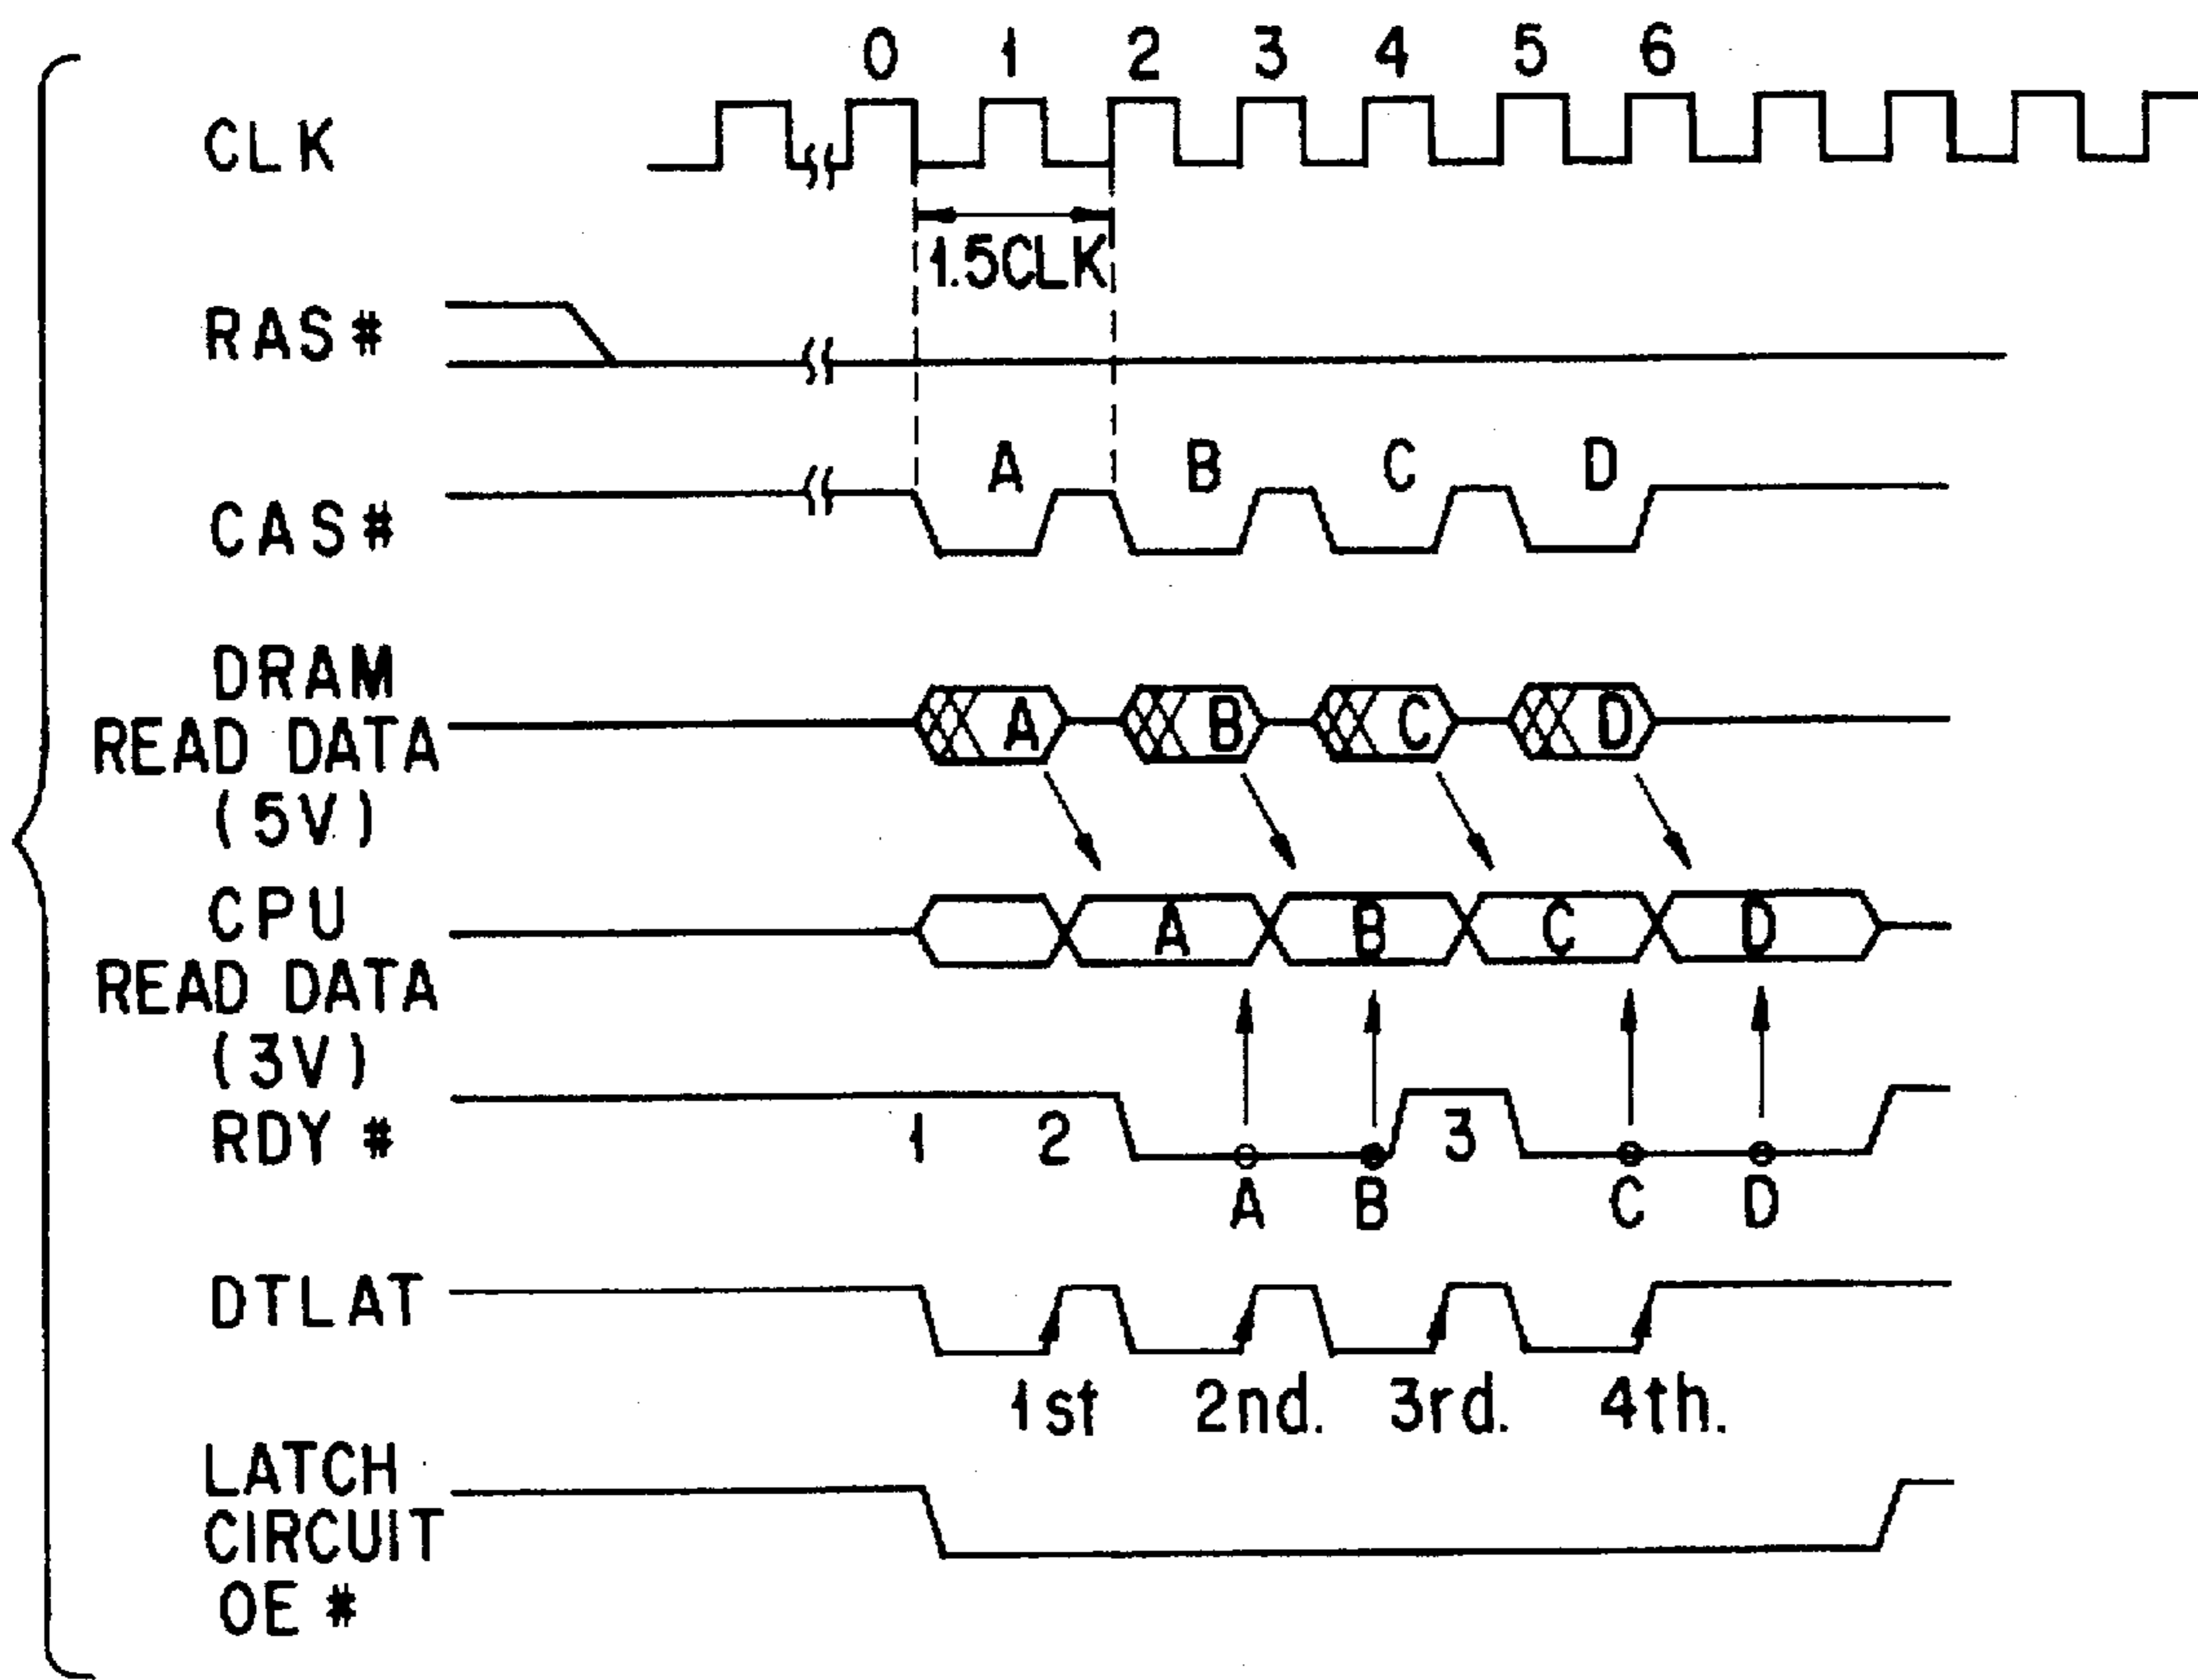 0 1 2 3 4 5 6
CLK
1.5CLK
RAS#
A B C D
CAS#
DRAM
READ DATA
(5V)
A B C D
CPU
READ DATA
(3V)
A B C D
RDY #
1 2 3
A B C D
DTLAT
1st 2nd. 3rd. 4th.
LATCH
CIRCUIT
OE #